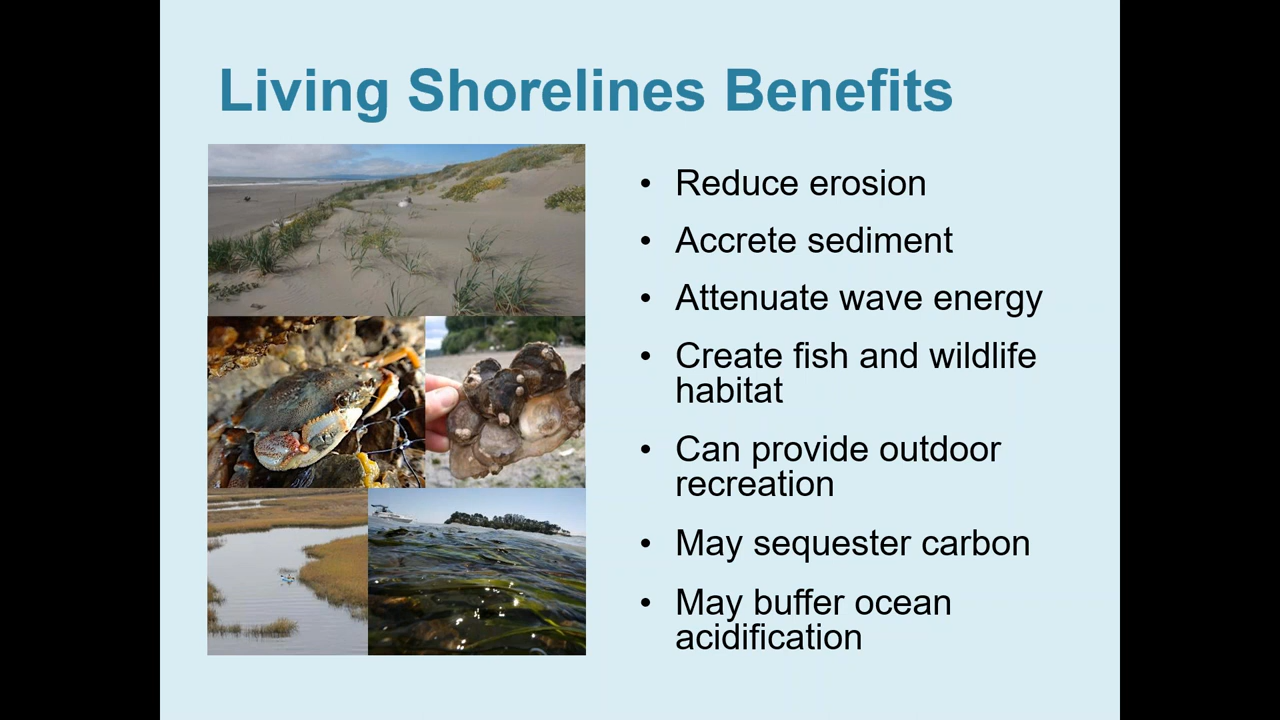 Living Shorelines Benefits
• Reduce erosion
• Accrete sediment
• Attenuate wave energy
• Create fish and wildlife
habitat
• Can provide outdoor
recreation
• May sequester carbon
• May buffer ocean
acidification